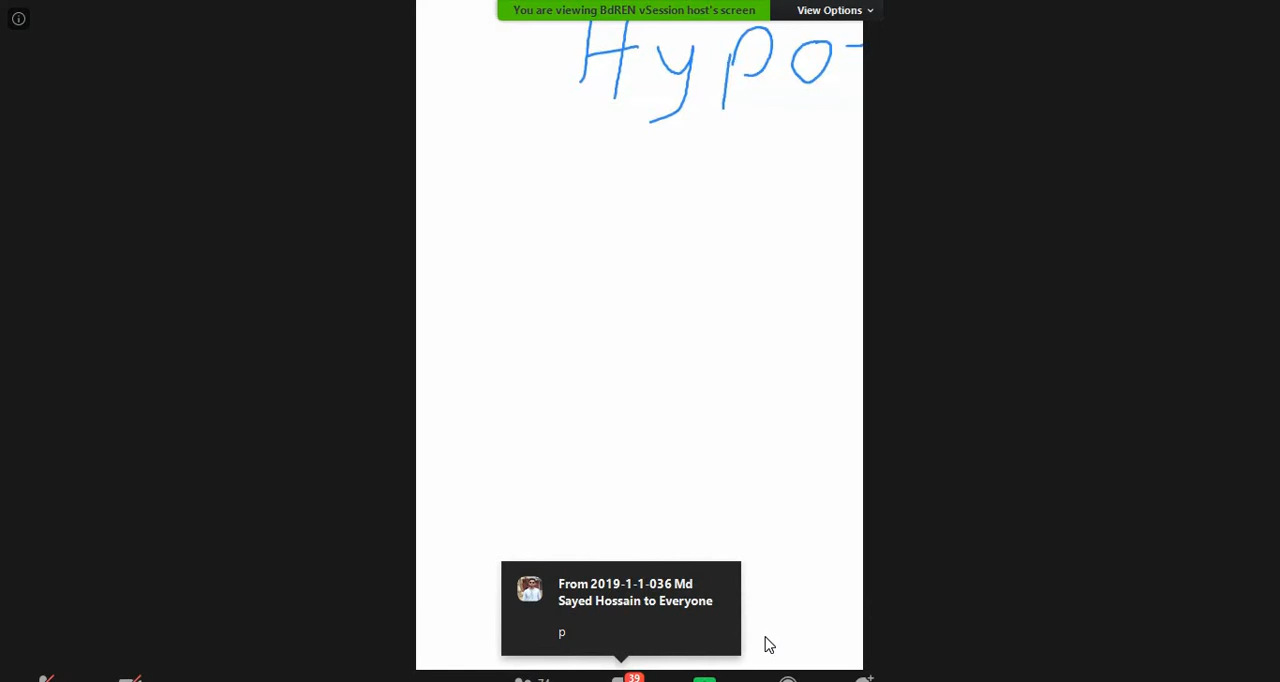 You are viewing BdREN vSession host's screen View Options
Hypo-
From 2019-1-1-036 Md
Sayed Hossain to Everyone
p
39